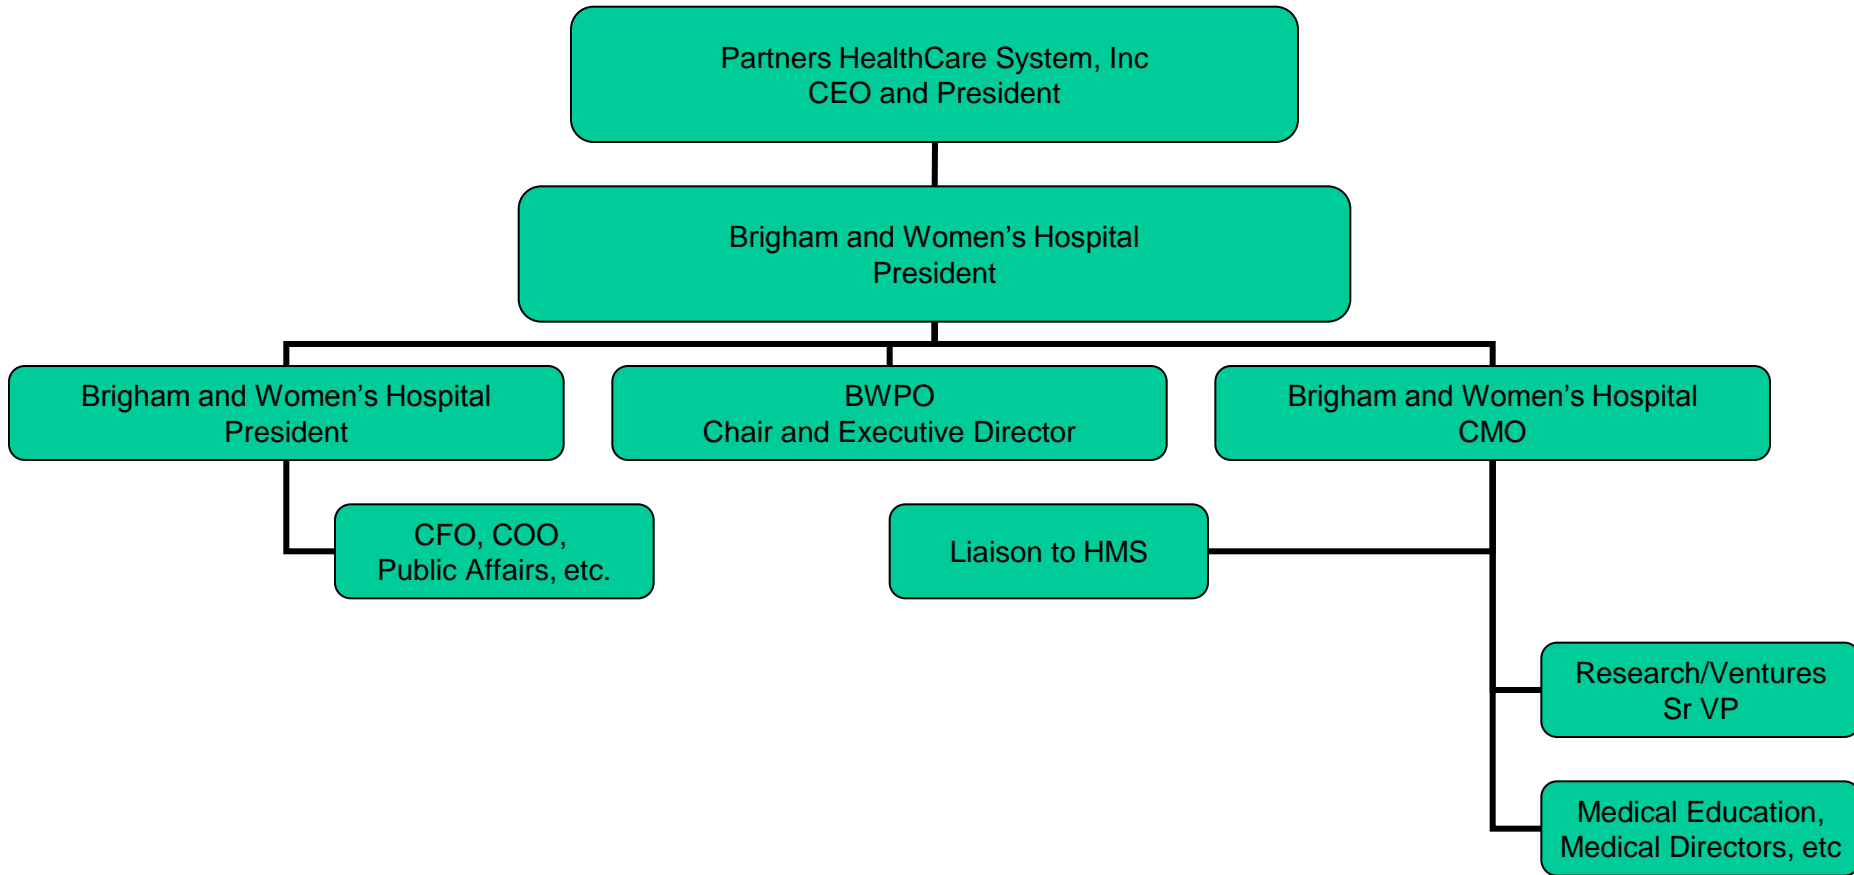 Partners HealthCare System, Inc
CEO and President
Brigham and Women’s Hospital
President
Brigham and Women’s Hospital
President
BWPO
Chair and Executive Director
Brigham and Women’s Hospital
CMO
CFO, COO,
Public Affairs, etc.
Liaison to HMS
Research/Ventures
Sr VP
Medical Education,
Medical Directors, etc